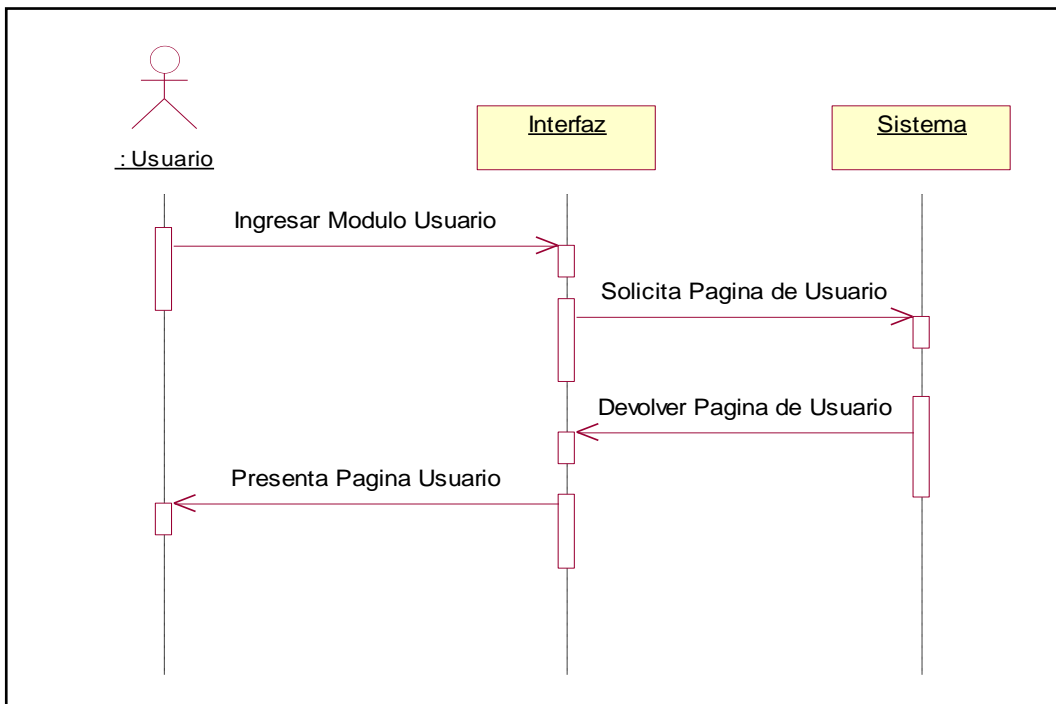 : Usuario
Interfaz
Sistema
Ingresar Modulo Usuario
Solicita Pagina de Usuario
Devolver Pagina de Usuario
Presenta Pagina Usuario